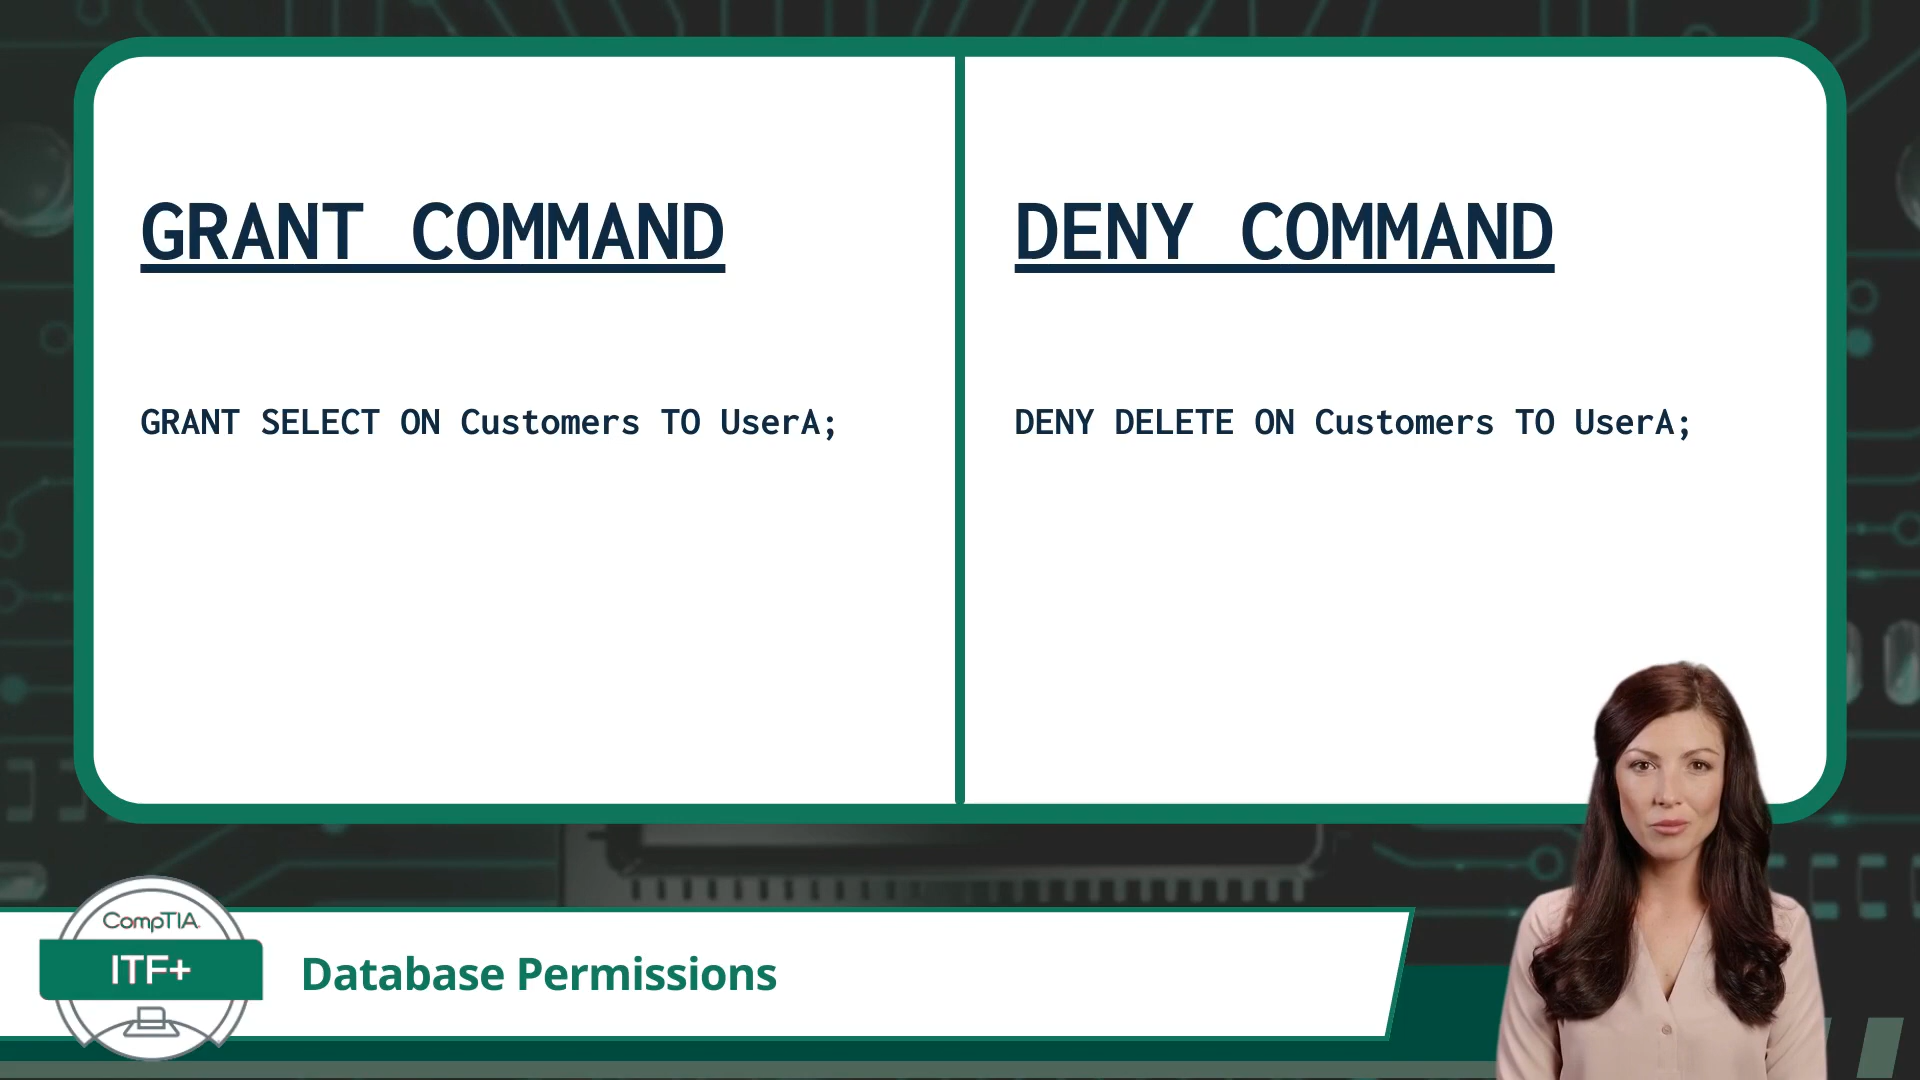 GRANT COMMAND
GRANT SELECT ON Customers TO UserA;
DENY COMMAND
DENY DELETE ON Customers TO UserA;
CompTIA
ITF+
Database Permissions